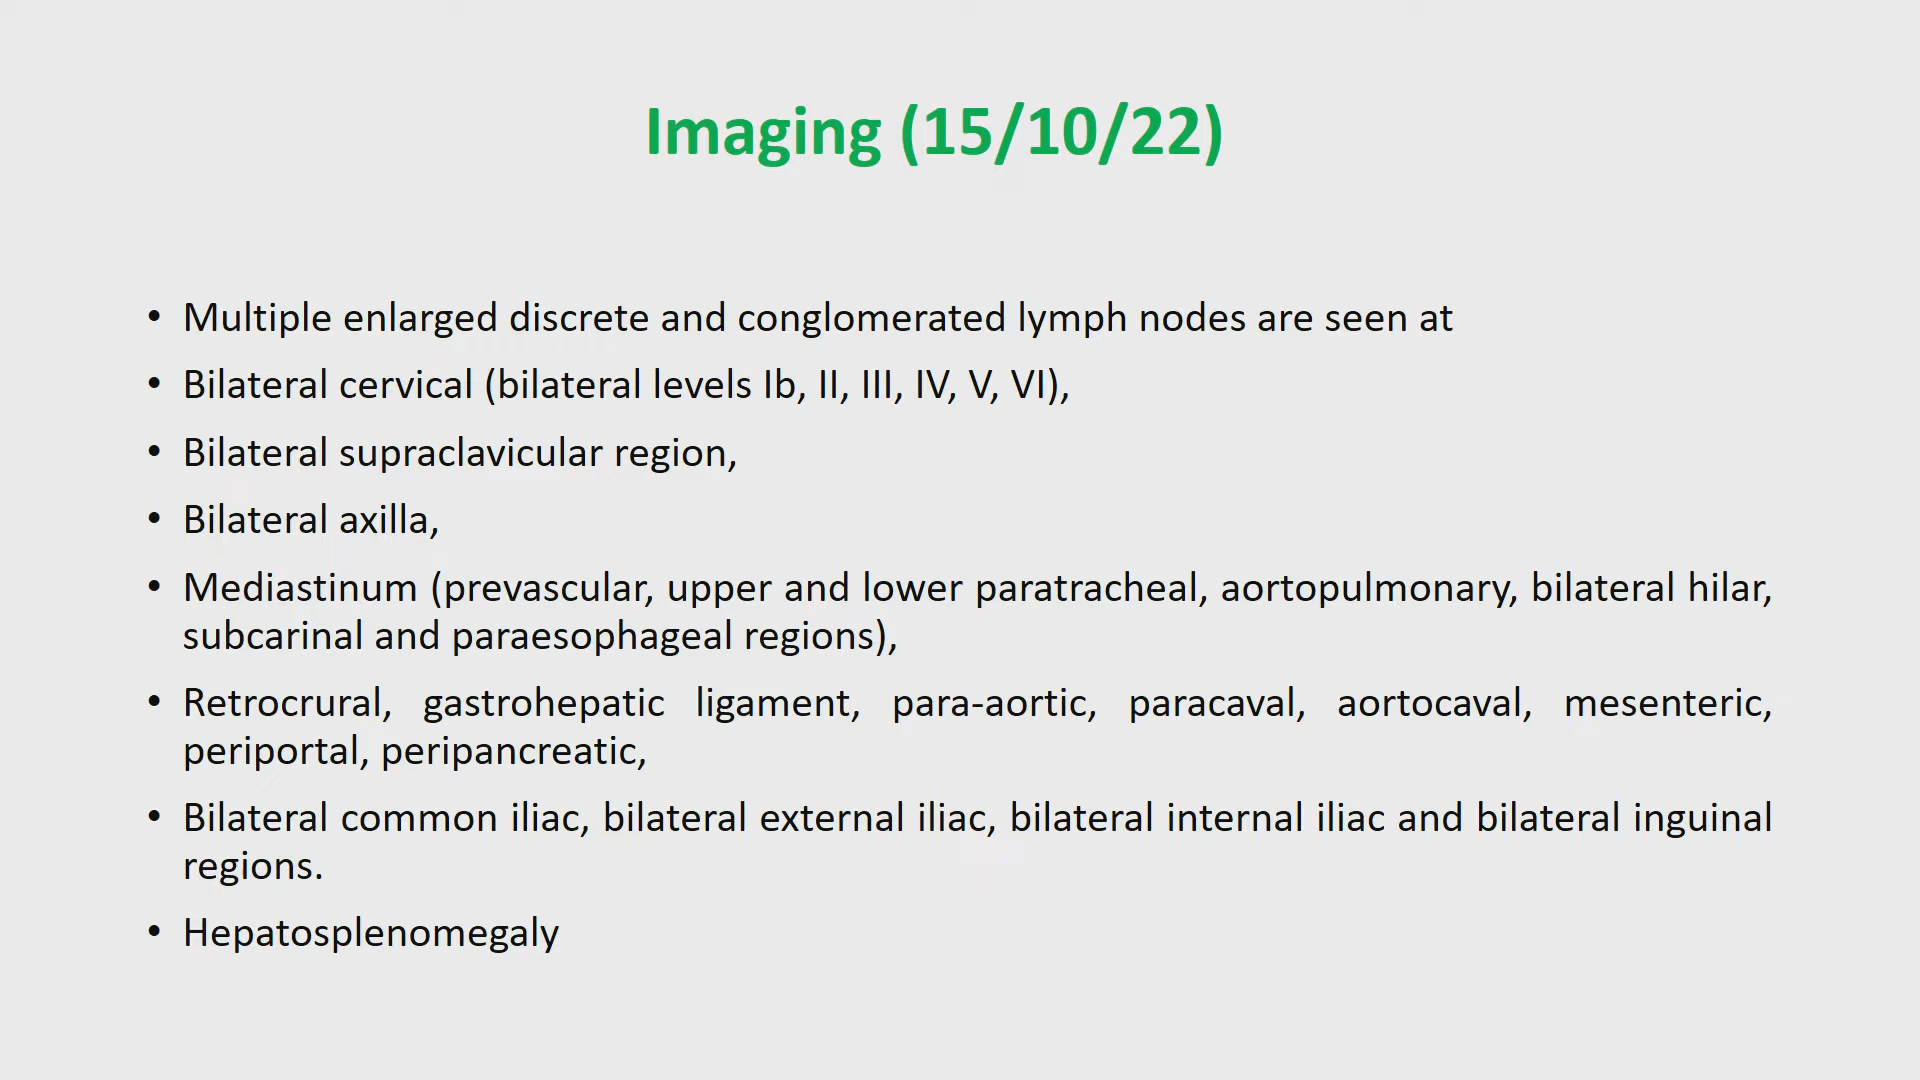 Imaging (15/10/22)
• Multiple enlarged discrete and conglomerated lymph nodes are seen at
• Bilateral cervical (bilateral levels Ib, II, III, IV, V, VI),
• Bilateral supraclavicular region,
• Bilateral axilla,
• Mediastinum (prevascular, upper and lower paratracheal, aortopulmonary, bilateral hilar,
subcarinal and paraesophageal regions),
• Retrocrural, gastrohepatic ligament, para-aortic, paracaval, aortocaval, mesenteric,
periportal, peripancreatic,
• Bilateral common iliac, bilateral external iliac, bilateral internal iliac and bilateral inguinal
regions.
• Hepatosplenomegaly